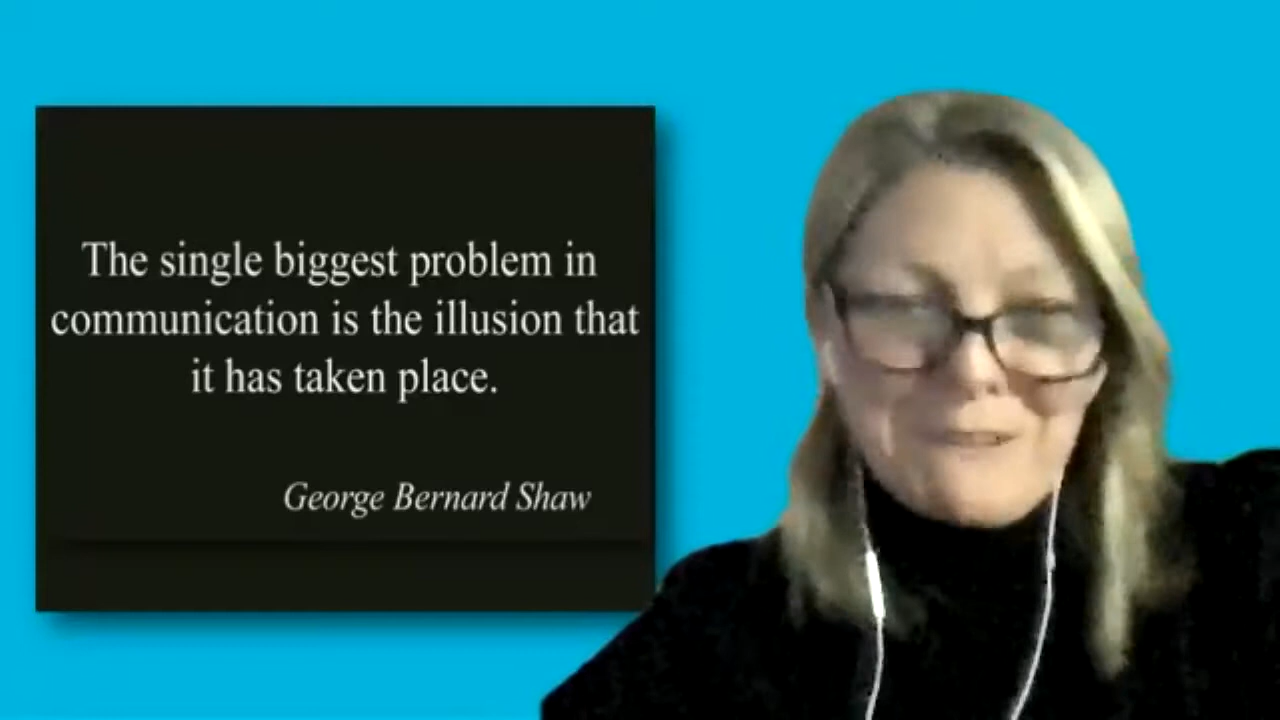 The single biggest problem in
communication is the illusion that
it has taken place.
George Bernard Shaw